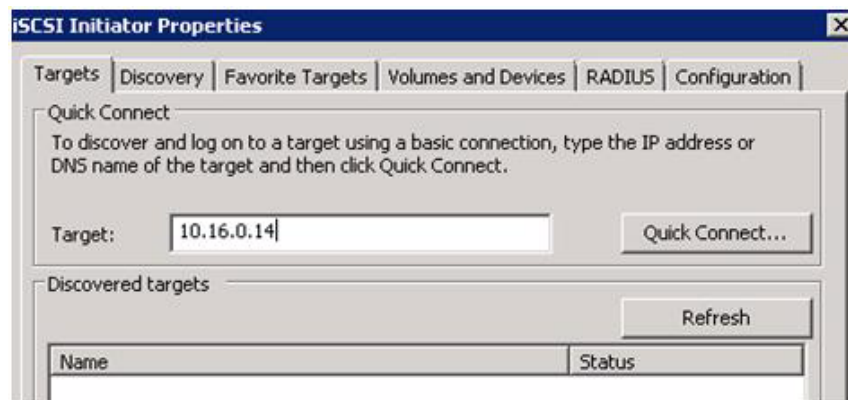 iSCSI Initiator Properties
Targets Discovery Favorite Targets Volumes and Devices RADIUS Configuration
Quick Connect
To discover and log on to a target using a basic connection, type the IP address or
DNS name of the target and then click Quick Connect.
Target: 10.16.0.14 Quick Connect...
Discovered targets
Refresh
Name Status